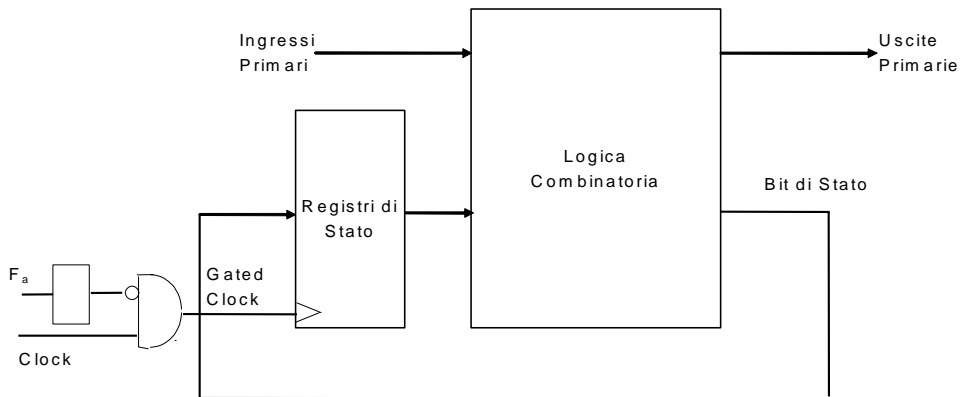 Ingressi
Primari
Uscite
Primarie
Logica
Combinatoria
Bit di Stato
Registri di
Stato
Fa
Gated
Clock
Clock